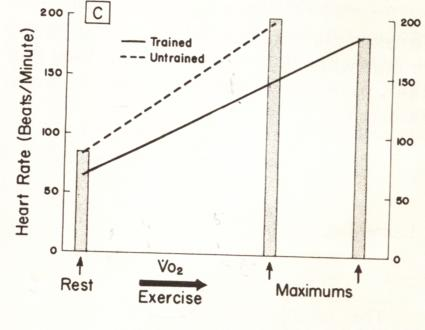 C
200
150
100
50
0
Heart Rate (Beats/Minute)
Trained
Untrained
200
150
100
50
0
Rest
V̇o₂
Exercise
Maximums